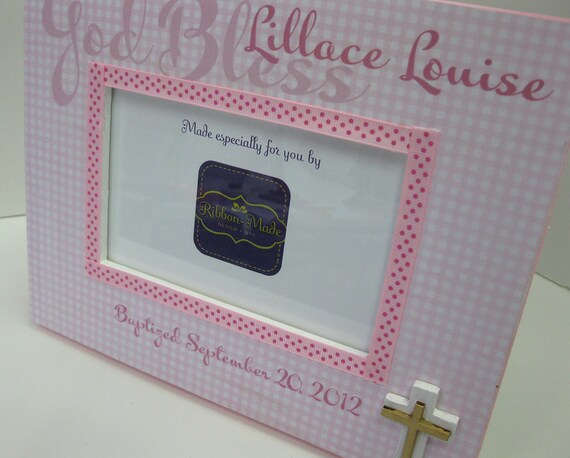 God Bless
Lillace Louise
Made especially for you by
Ribbon-Made
Baptized September 20, 2012